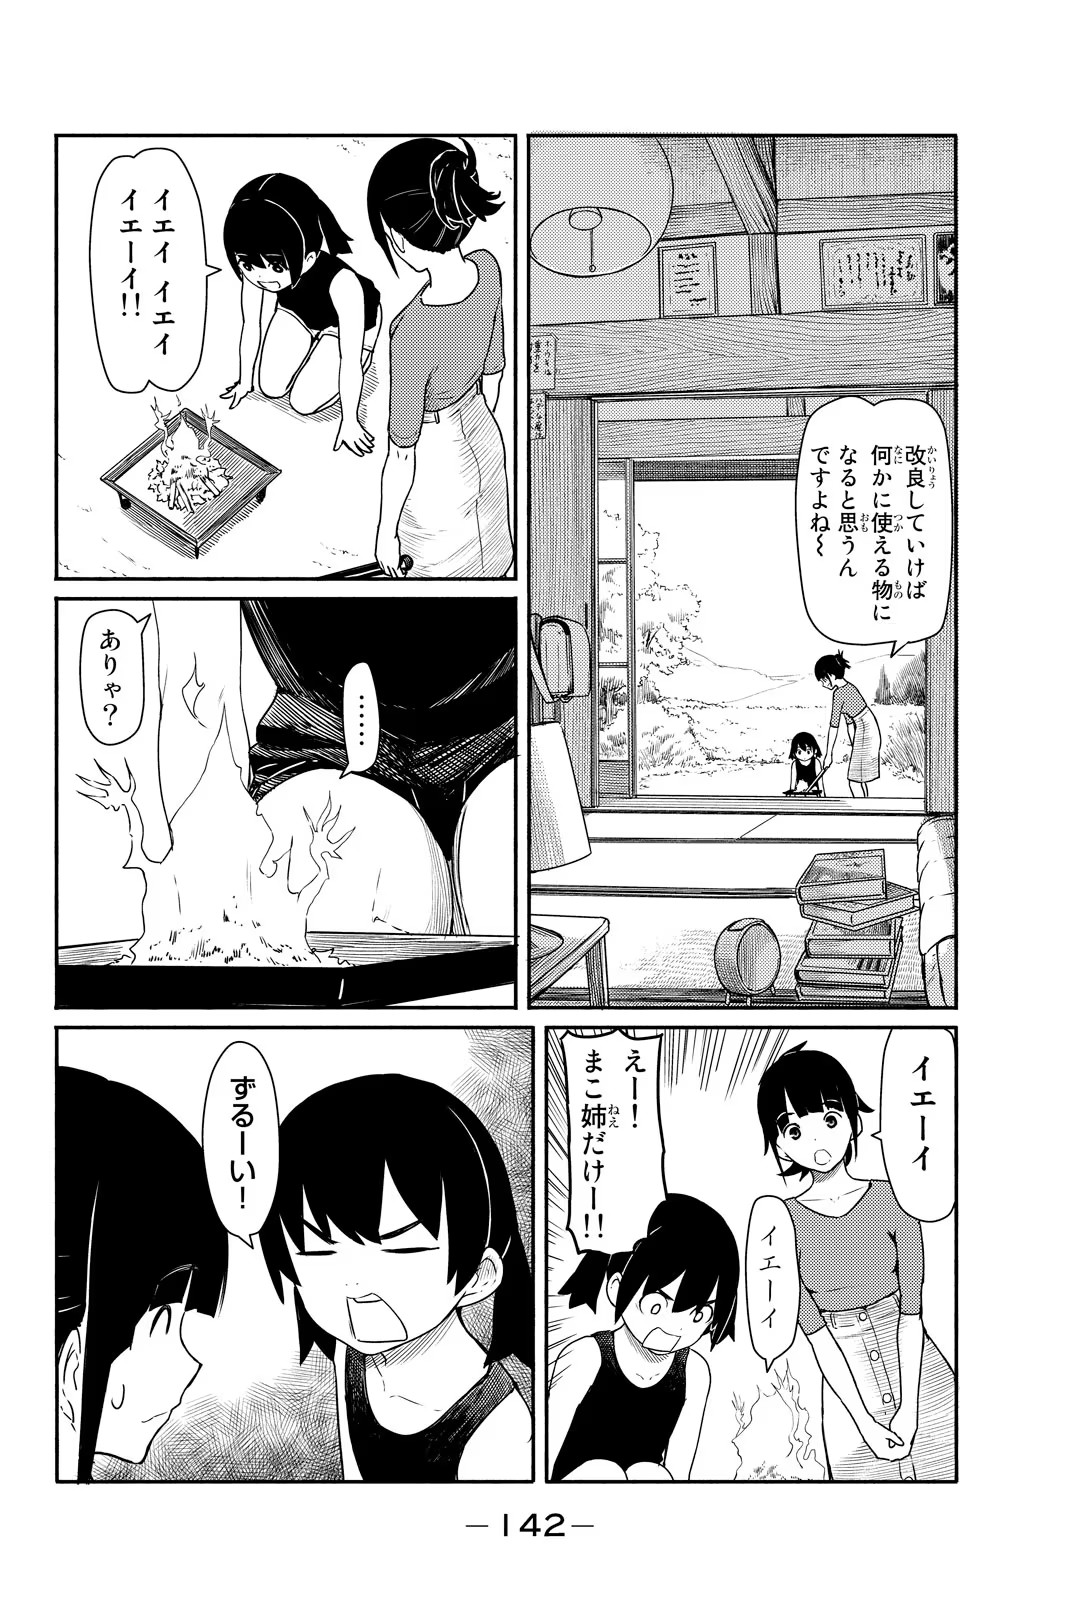 改良していけば
何かに使える物に
なると思うん
ですよね〜
イエイイエイ
イエーイ!!
……
ありゃ?
イエーイ
イエーイ
えー!
まこ姉だけー!!
ずるーい!
—142—